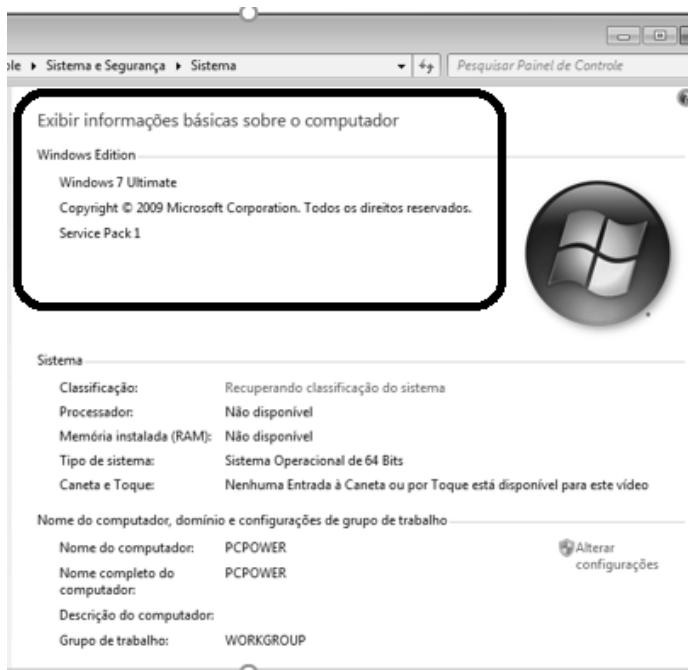 Sistema e Segurança Sistema Pesquisar Painel de Controle
Exibir informações básicas sobre o computador
Windows Edition
Windows 7 Ultimate
Copyright © 2009 Microsoft Corporation. Todos os direitos reservados.
Service Pack 1
Sistema
Classificação: Recuperando classificação do sistema
Processador: Não disponível
Memória instalada (RAM): Não disponível
Tipo de sistema: Sistema Operacional de 64 Bits
Caneta e Toque: Nenhuma Entrada à Caneta ou por Toque está disponível para este vídeo
Nome do computador, domínio e configurações de grupo de trabalho
Nome do computador: PCPOWER Alterar
configurações
Nome completo do PCPOWER
computador:
Descrição do computador:
Grupo de trabalho: WORKGROUP